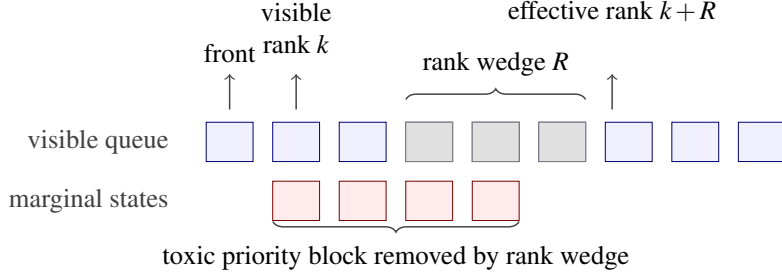 visible
rank k
effective rank k + R
front
rank wedge R
visible queue
marginal states
toxic priority block removed by rank wedge